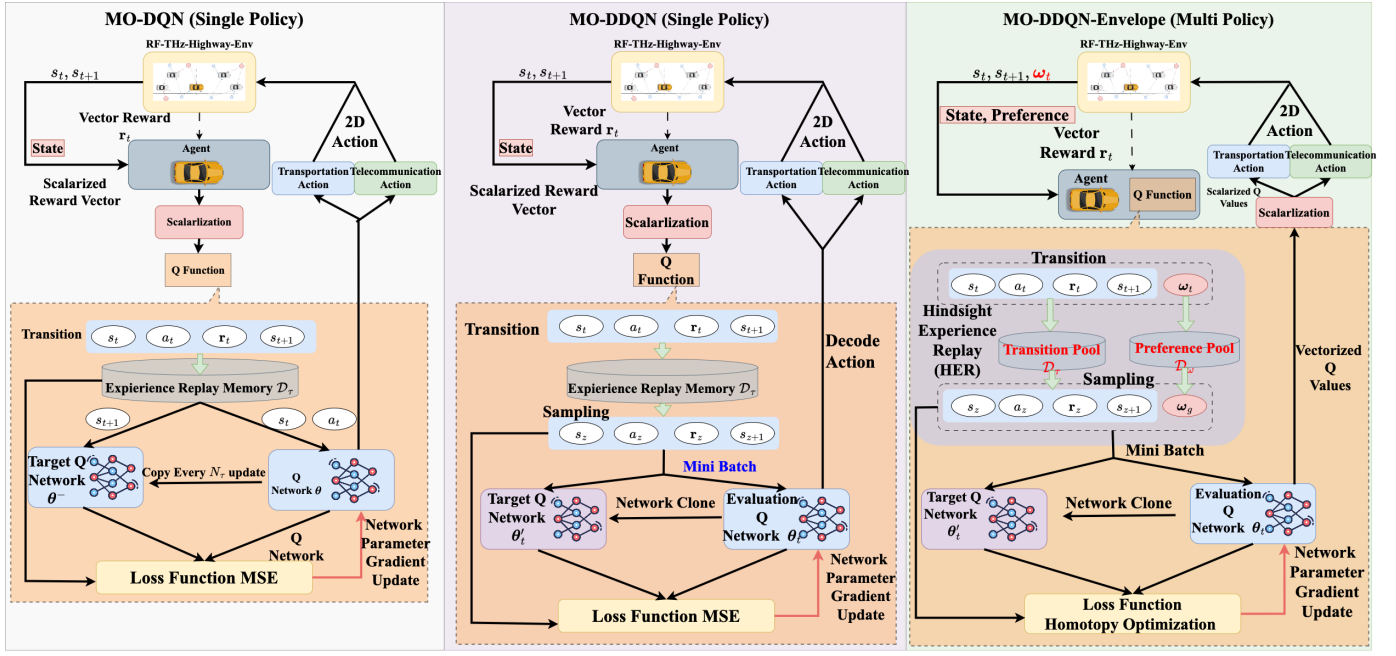 MO-DQN (Single Policy)
RF-THz-Highway-Env
s_t, s_{t+1}
Vector Reward
r_t
2D
Action
State
Agent
Transportation
Action
Telecommunication
Action
Scalarized
Reward Vector
Scalarlization
Q Function
Transition
s_t a_t r_t s_{t+1}
Expierience Replay Memory 𝒟_τ
s_{t+1}
s_t a_t
Target Q
Network
θ⁻
Copy Every N_τ update
Q
Network θ
Q
Network
Network
Parameter
Gradient
Update
Loss Function MSE
MO-DDQN (Single Policy)
RF-THz-Highway-Env
s_t, s_{t+1}
Vector
Reward r_t
2D
Action
State
Agent
Transportation
Action
Telecommunication
Action
Scalarized Reward
Vector
Scalarlization
Q
Function
Transition
s_t a_t r_t s_{t+1}
Decode
Action
Expierience Replay Memory 𝒟_τ
Sampling
s_z a_z r_z s_{z+1}
Mini Batch
Target Q
Network
θ'_t
Network Clone
Evaluation
Q
Network θ_t
Network
Parameter
Gradient
Update
Loss Function MSE
MO-DDQN-Envelope (Multi Policy)
RF-THz-Highway-Env
s_t, s_{t+1}, ω_t
State, Preference
Vector
Reward r_t
2D
Action
Transportation
Action
Telecommunication
Action
Agent
Q Function
Scalarized Q
Values
Scalarlization
Transition
s_t a_t r_t s_{t+1} ω_t
Hindsight
Experience
Replay
(HER)
Transition Pool
𝒟_τ
Preference Pool
𝒟_ω
Vectorized
Q
Values
Sampling
s_z a_z r_z s_{z+1} ω_g
Mini Batch
Target Q
Network
θ'_t
Network Clone
Evaluation
Q
Network θ_t
Network
Parameter
Gradient
Update
Loss Function
Homotopy Optimization